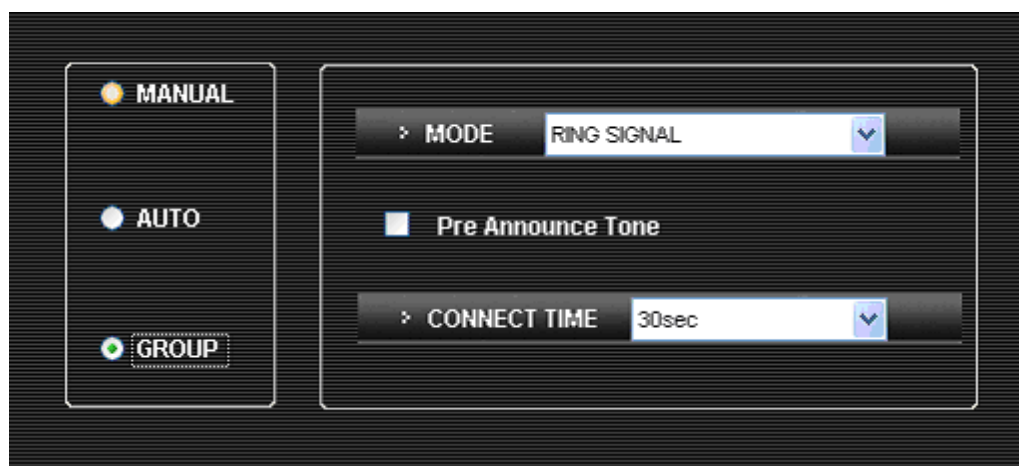 MANUAL
AUTO
GROUP
MODE RING SIGNAL
Pre Announce Tone
CONNECT TIME 30sec